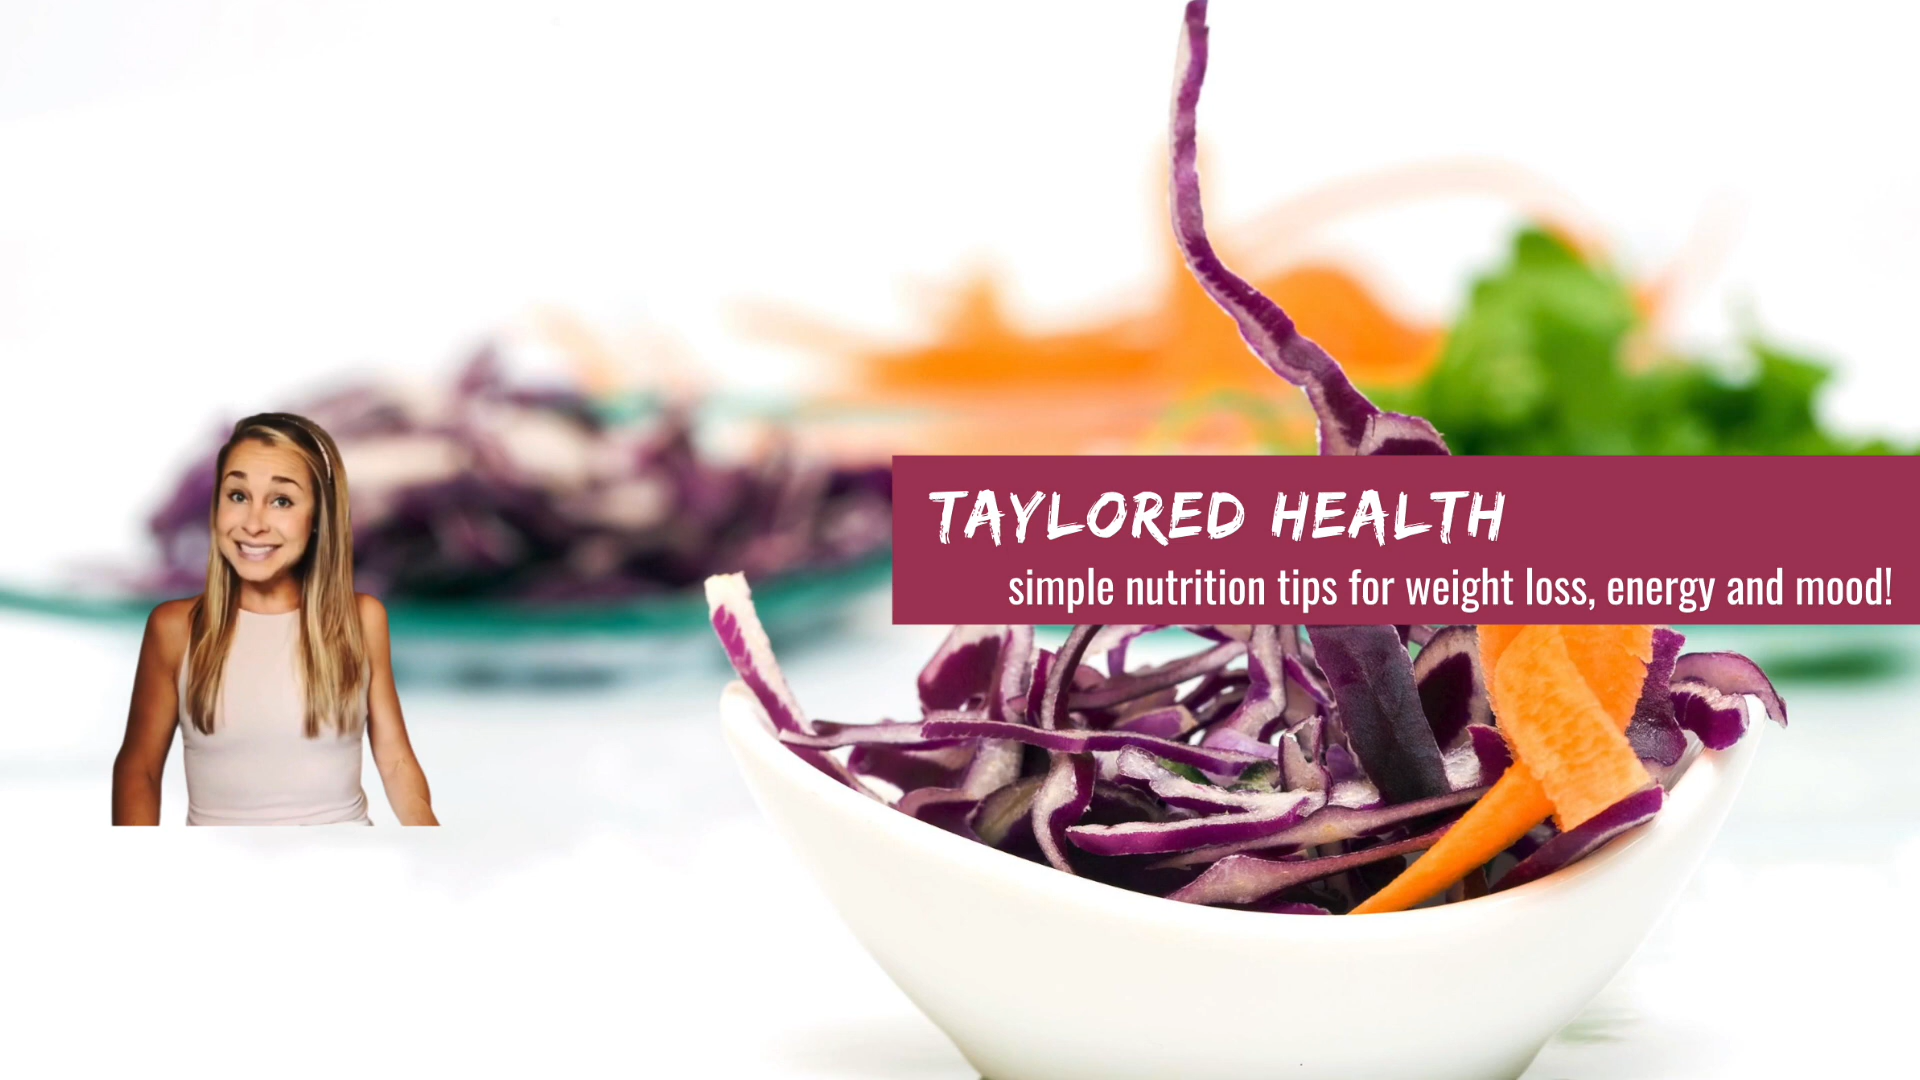 TAYLORED HEALTH
simple nutrition tips for weight loss, energy and mood!